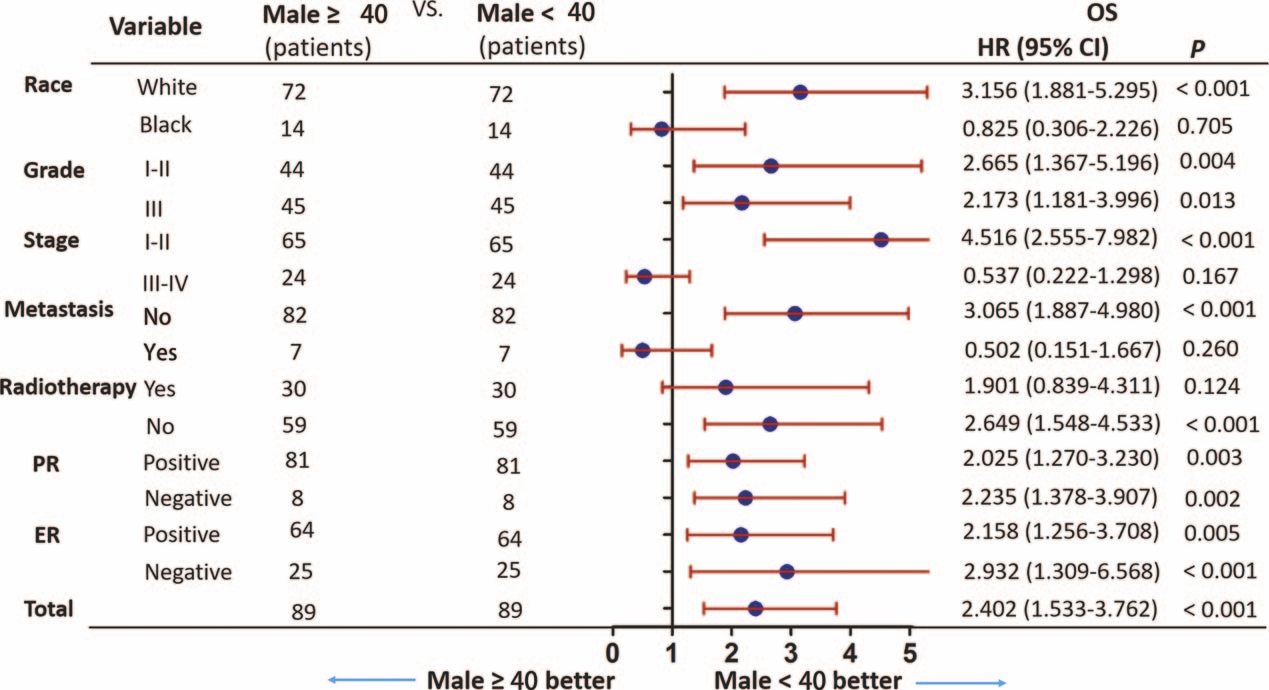 Variable Male ≥ 40 (patients) VS. Male < 40 (patients) OS HR (95% CI) P
Race White 72 72 3.156 (1.881-5.295) < 0.001
Black 14 14 0.825 (0.306-2.226) 0.705
Grade I-II 44 44 2.665 (1.367-5.196) 0.004
III 45 45 2.173 (1.181-3.996) 0.013
Stage I-II 65 65 4.516 (2.555-7.982) < 0.001
III-IV 24 24 0.537 (0.222-1.298) 0.167
Metastasis No 82 82 3.065 (1.887-4.980) < 0.001
Yes 7 7 0.502 (0.151-1.667) 0.260
Radiotherapy Yes 30 30 1.901 (0.839-4.311) 0.124
No 59 59 2.649 (1.548-4.533) < 0.001
PR Positive 81 81 2.025 (1.270-3.230) 0.003
Negative 8 8 2.235 (1.378-3.907) 0.002
ER Positive 64 64 2.158 (1.256-3.708) 0.005
Negative 25 25 2.932 (1.309-6.568) < 0.001
Total 89 89 2.402 (1.533-3.762) < 0.001
0 1 2 3 4 5
Male ≥ 40 better Male < 40 better